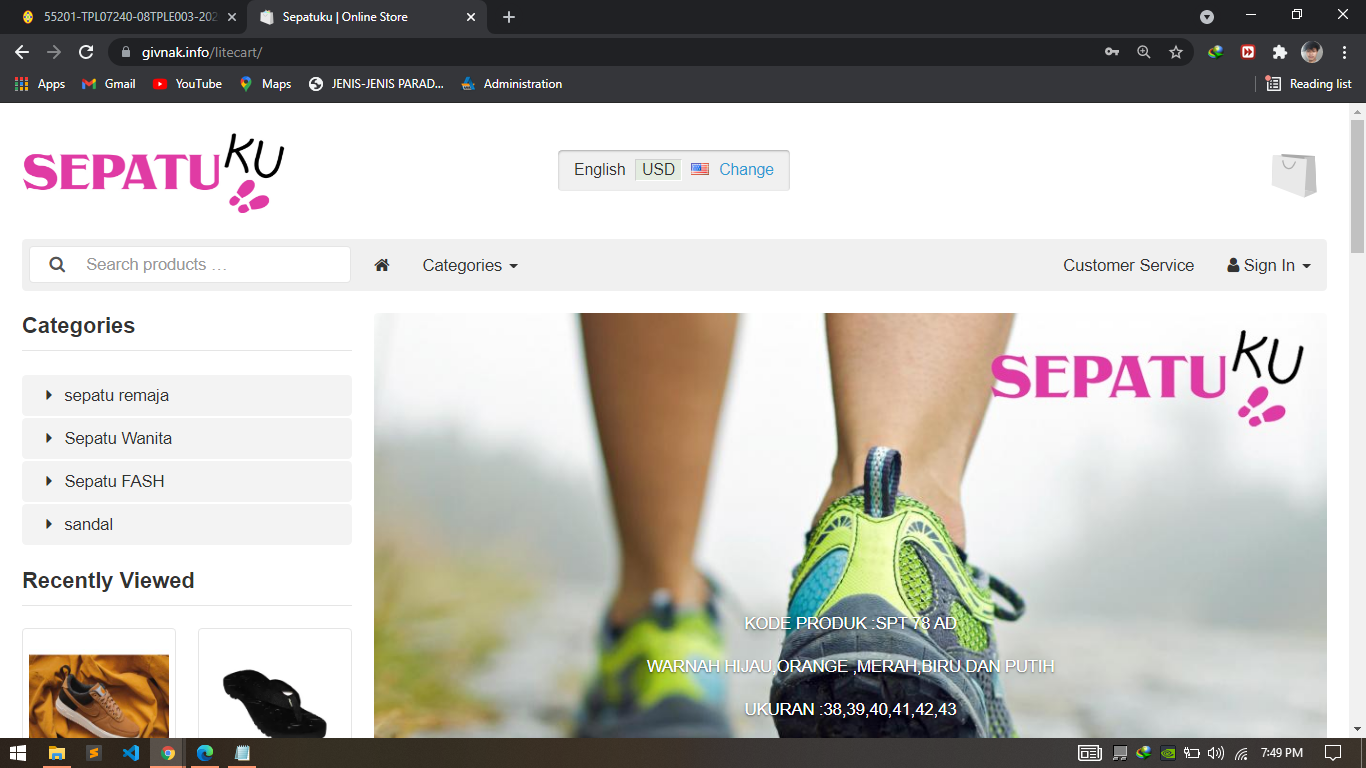 55201-TPL07240-08TPLE003-202
Sepatuku | Online Store
givnak.info/litecart/
Apps
Gmail
YouTube
Maps
JENIS-JENIS PARAD...
Administration
Reading list
SEPATUKU
English USD Change
Search products …
Categories
Customer Service
Sign In
Categories
sepatu remaja
Sepatu Wanita
Sepatu FASH
sandal
Recently Viewed
SEPATUKU
KODE PRODUK :SPT 78 AD
WARNAH HIJAU,ORANGE ,MERAH,BIRU DAN PUTIH
UKURAN :38,39,40,41,42,43
7:49 PM